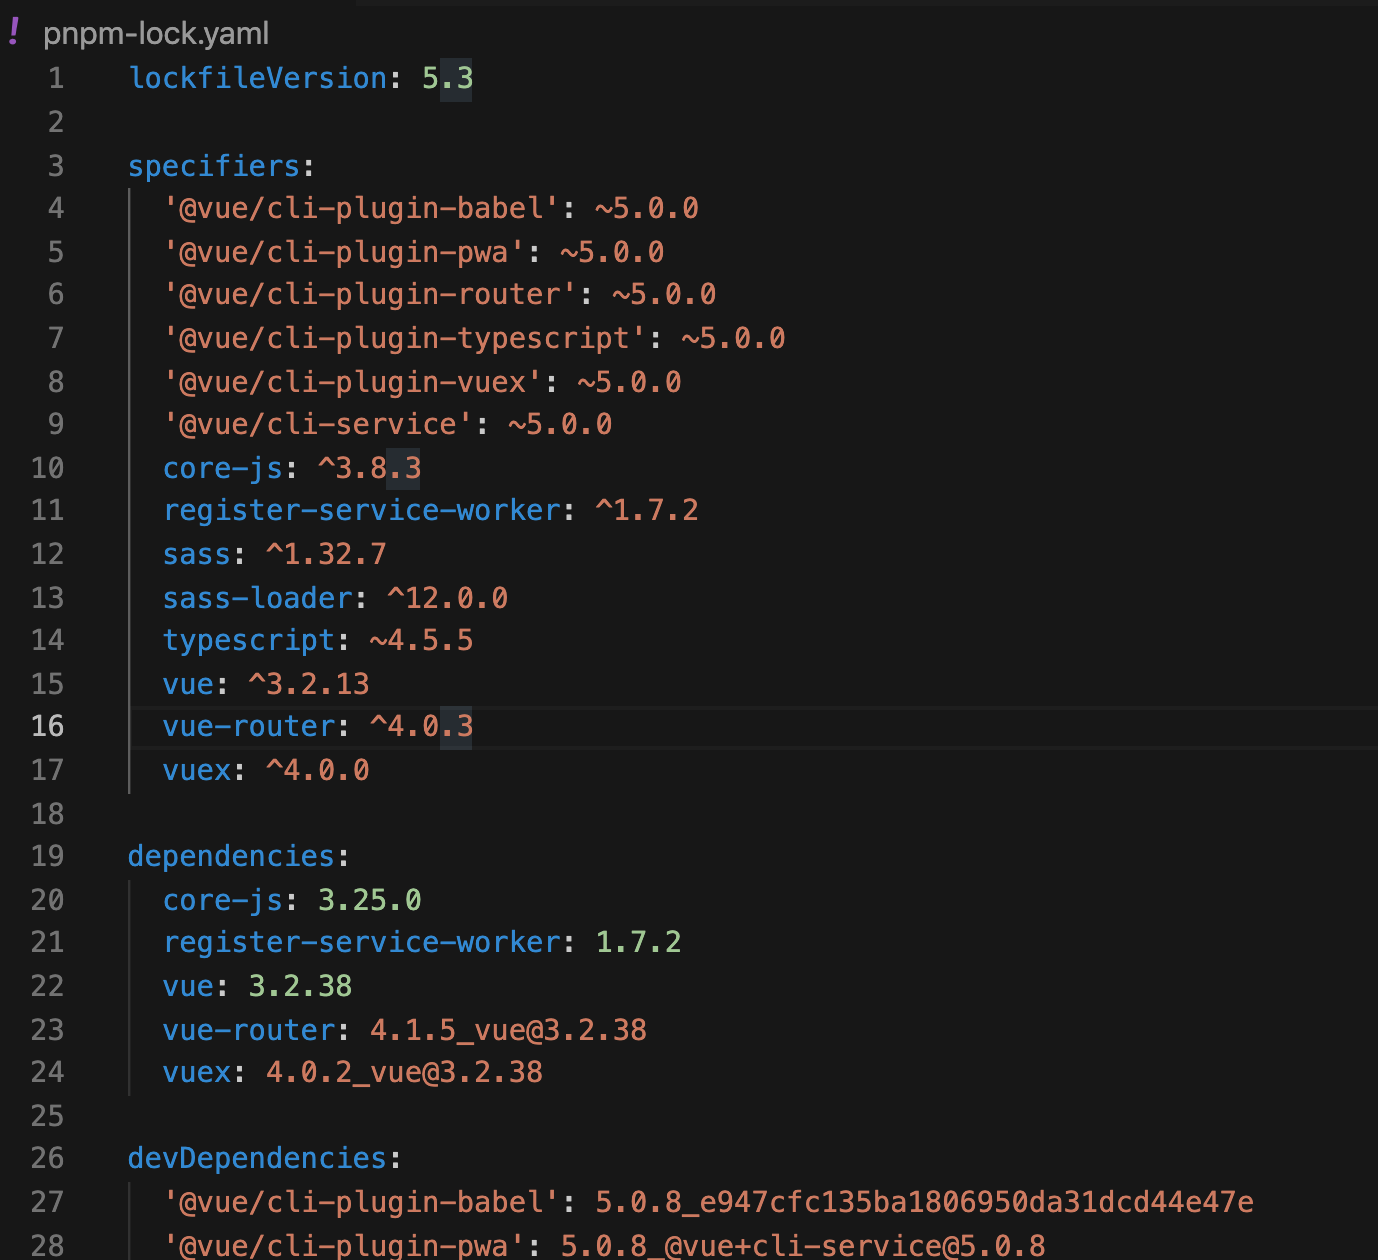 ! pnpm-lock.yaml
1 lockfileVersion: 5.3
2
3 specifiers:
4   '@vue/cli-plugin-babel': ~5.0.0
5   '@vue/cli-plugin-pwa': ~5.0.0
6   '@vue/cli-plugin-router': ~5.0.0
7   '@vue/cli-plugin-typescript': ~5.0.0
8   '@vue/cli-plugin-vuex': ~5.0.0
9   '@vue/cli-service': ~5.0.0
10   core-js: ^3.8.3
11   register-service-worker: ^1.7.2
12   sass: ^1.32.7
13   sass-loader: ^12.0.0
14   typescript: ~4.5.5
15   vue: ^3.2.13
16   vue-router: ^4.0.3
17   vuex: ^4.0.0
18
19 dependencies:
20   core-js: 3.25.0
21   register-service-worker: 1.7.2
22   vue: 3.2.38
23   vue-router: 4.1.5_vue@3.2.38
24   vuex: 4.0.2_vue@3.2.38
25
26 devDependencies:
27   '@vue/cli-plugin-babel': 5.0.8_e947cfc135ba1806950da31dcd44e47e
28   '@vue/cli-plugin-pwa': 5.0.8_@vue+cli-service@5.0.8